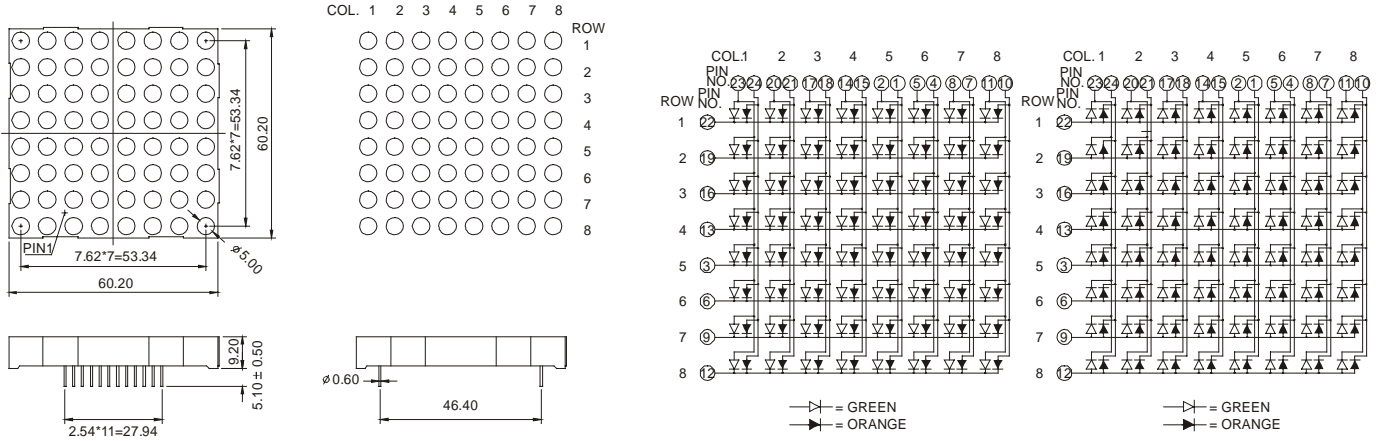 COL. 1 2 3 4 5 6 7 8
ROW
1
2
3
4
5
6
7
8
7.62*7=53.34
60.20
PIN1
7.62*7=53.34
ø5.00
60.20
9.20
5.10 ± 0.50
2.54*11=27.94
ø0.60
46.40
COL.1 2 3 4 5 6 7 8
PIN
NO. 23 24 20 21 17 18 14 15 2 1 5 4 8 7 11 10
PIN
ROW NO.
1 22
2 19
3 16
4 13
5 3
6 6
7 9
8 12
= GREEN
= ORANGE
COL. 1 2 3 4 5 6 7 8
PIN
NO. 23 24 20 21 17 18 14 15 2 1 5 4 8 7 11 10
PIN
ROW NO.
1 22
2 19
3 16
4 13
5 3
6 6
7 9
8 12
= GREEN
= ORANGE